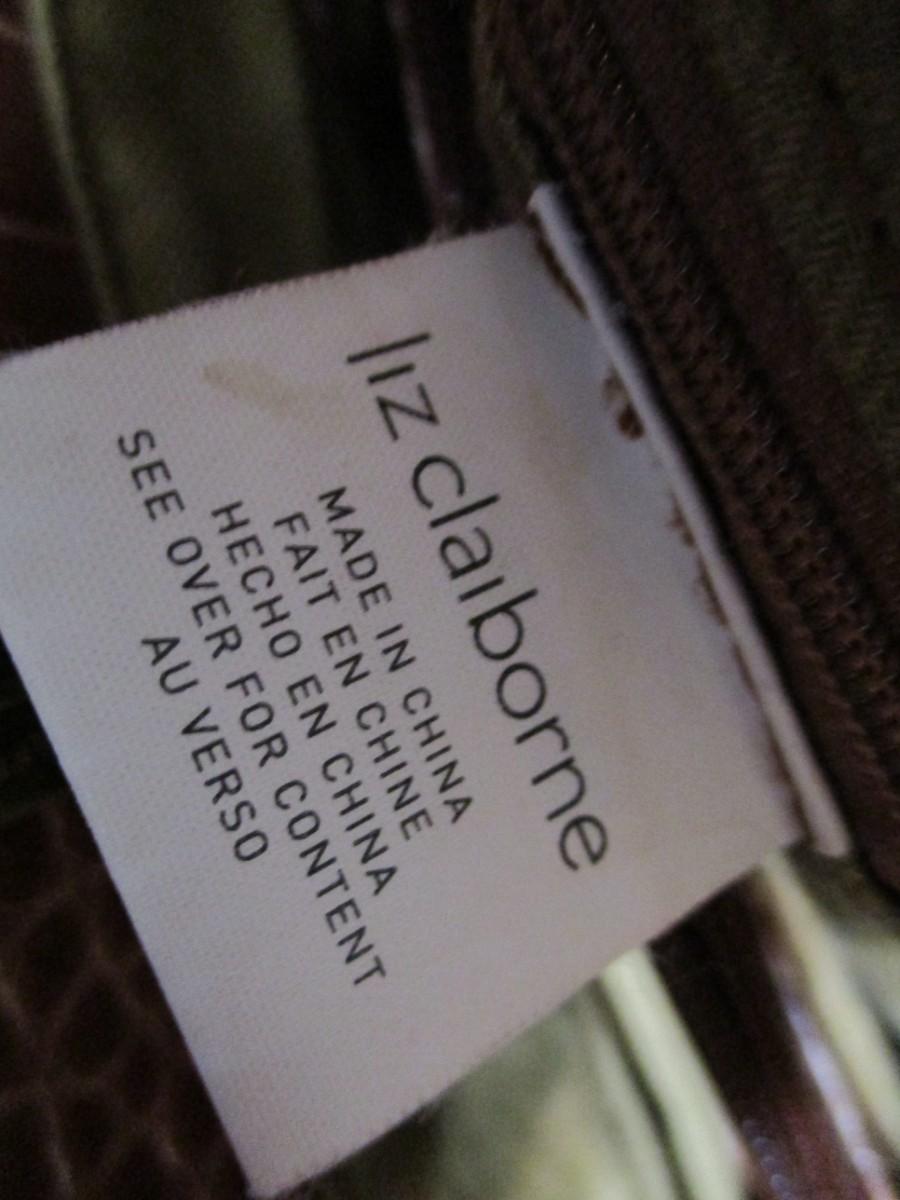 liz claiborne
MADE IN CHINA
FAIT EN CHINE
HECHO EN CHINA
SEE OVER FOR CONTENT
AU VERSO